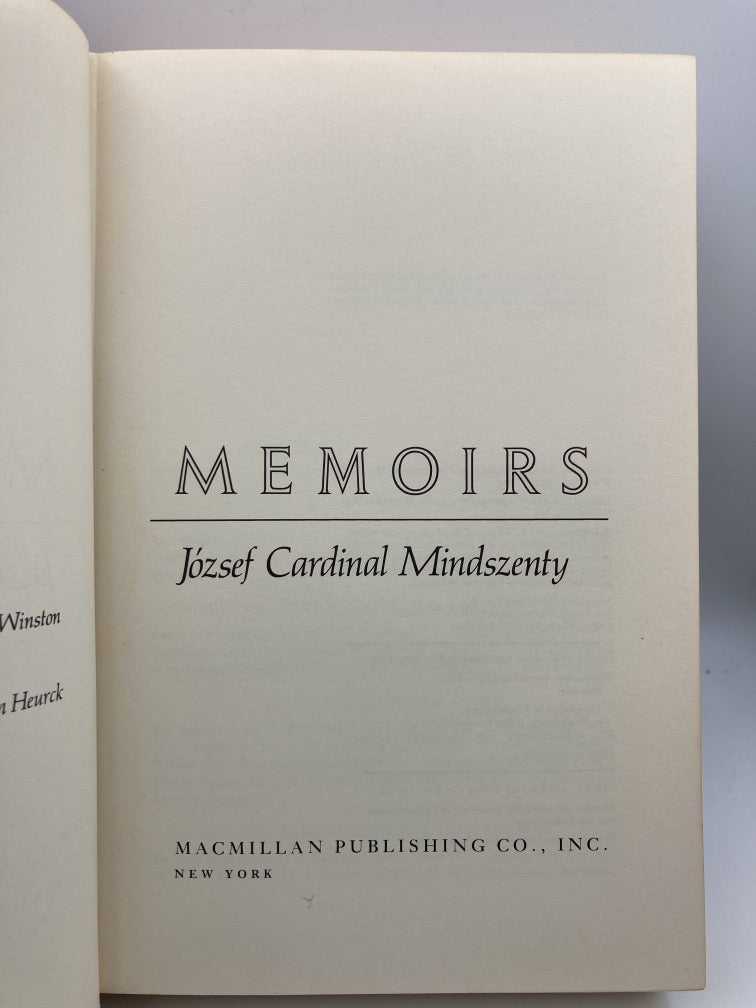 Winston
Heurck
MEMOIRS
József Cardinal Mindszenty
MACMILLAN PUBLISHING CO., INC.
NEW YORK